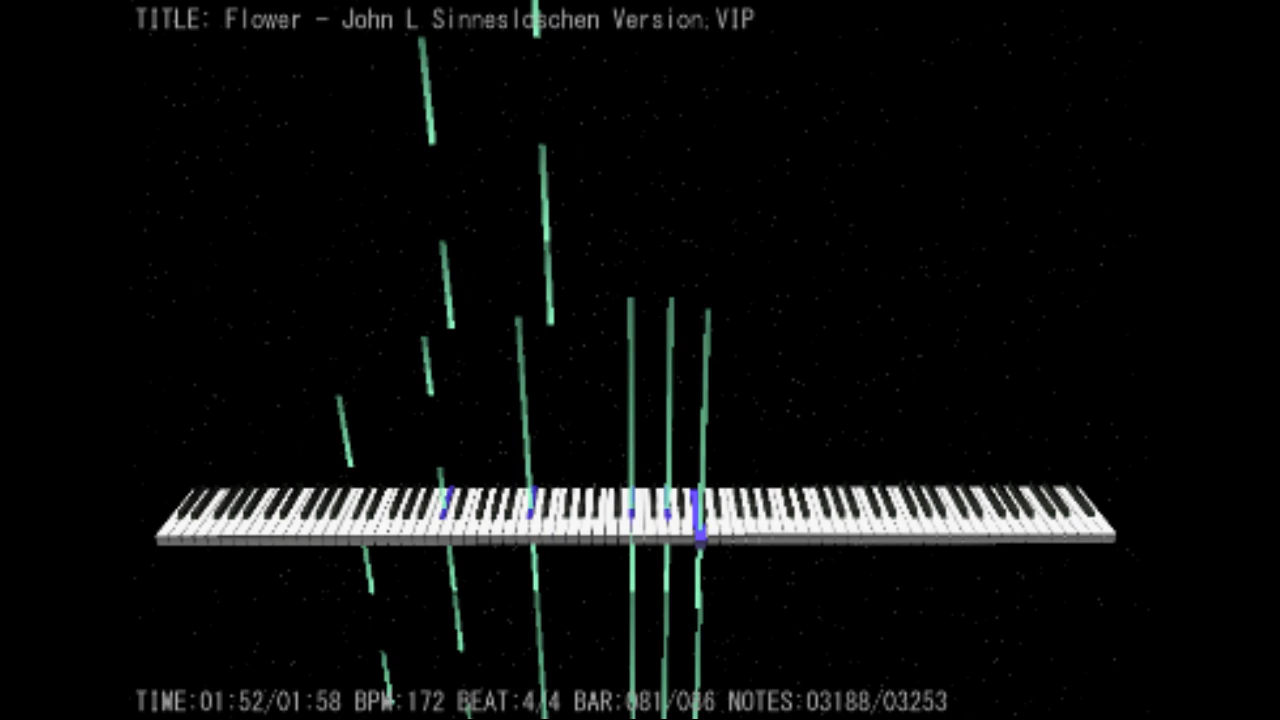 TITLE: Flower - John L Sinneslöschen Version.VIP
TIME:01:52/01:58 BPM:172 BEAT:4/4 BAR:081/086 NOTES:03188/03253